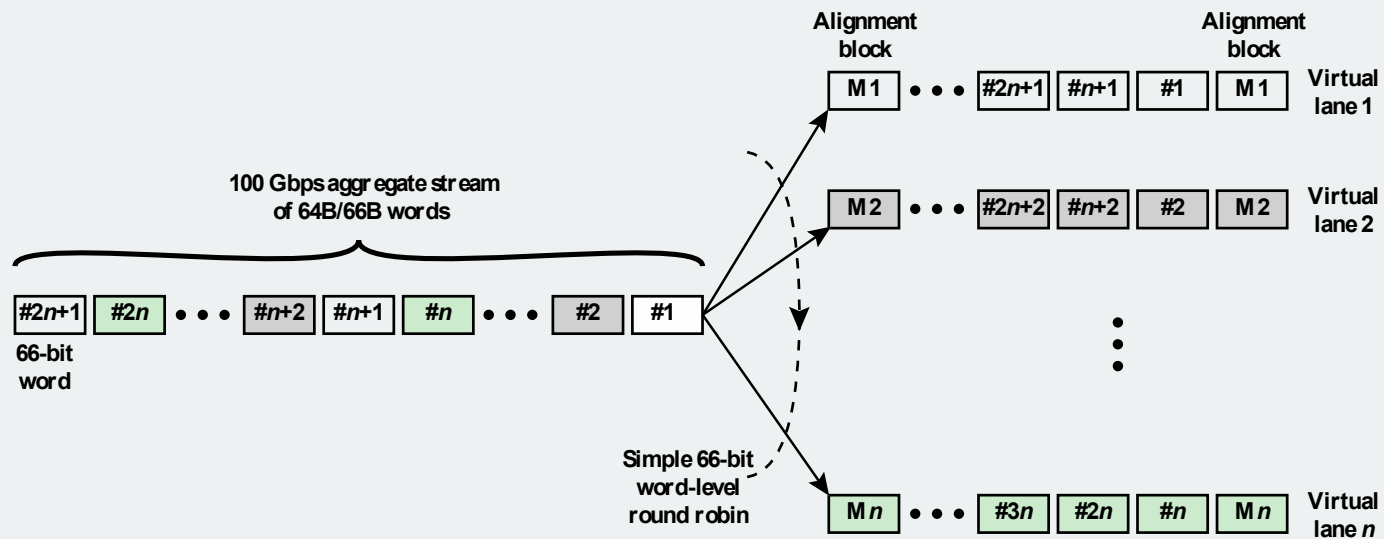 Alignment
block
Alignment
block
M1 • • • #2n+1 #n+1 #1 M1
Virtual
lane 1
100 Gbps aggregate stream
of 64B/66B words
M2 • • • #2n+2 #n+2 #2 M2
Virtual
lane 2
#2n+1 #2n • • • #n+2 #n+1 #n • • • #2 #1
66-bit
word
Simple 66-bit
word-level
round robin
Mn • • • #3n #2n #n Mn
Virtual
lane n